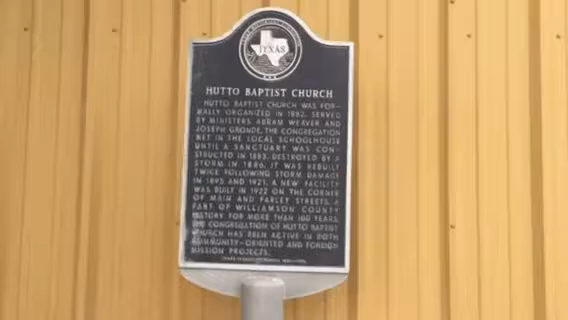 TEXAS
HUTTO BAPTIST CHURCH
HUTTO BAPTIST CHURCH WAS FOR-
MALLY ORGANIZED IN 1882. SERVED
BY MINISTERS ABRAM WEAVER AND
JOSEPH GRONDE, THE CONGREGATION
MET IN THE LOCAL SCHOOLHOUSE
UNTIL A SANCTUARY WAS CON-
STRUCTED IN 1883. DESTROYED BY A
STORM IN 1886, IT WAS REBUILT
TWICE FOLLOWING STORM DAMAGE
IN 1895 AND 1921. A NEW FACILITY
WAS BUILT IN 1922 ON THE CORNER
OF MAIN AND FARLEY STREETS. A
PART OF WILLIAMSON COUNTY
HISTORY FOR MORE THAN 100 YEARS,
THE CONGREGATION OF HUTTO BAPTIST
CHURCH HAS BEEN ACTIVE IN BOTH
COMMUNITY-ORIENTED AND FOREIGN
MISSION PROJECTS.